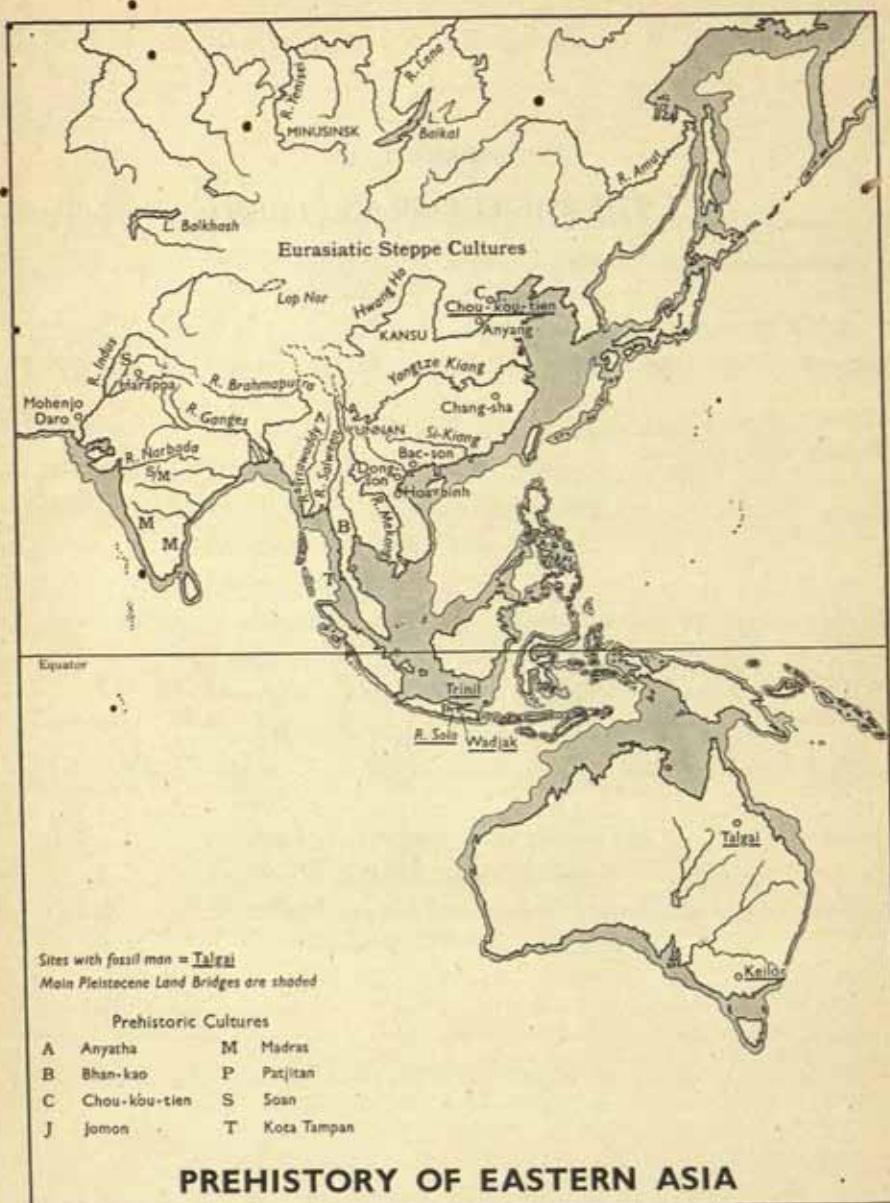 R. Yenisei
R. Lena
MINUSINSK
L. Baikal
R. Amur
L. Balkhash
Eurasiatic Steppe Cultures
Lop Nor
Hwang Ho
C
Chou-kou-tien
KANSU
Anyang
J
R. Indus
S
Harappa
R. Brahmaputra
Yangtze Kiang
Mohenjo
Daro
R. Ganges
Chang-sha
YUNNAN
Si-Kiang
R. Narbada
S/M
R. Irrawaddy
A
R. Salween
Bac-son
Dong-
son
Hoa-binh
R. Mekong
M
M
B
T
Equator
Trinil
P
R. Solo
Wadjak
Talgai
Keilor
Sites with fossil man = Talgai
Main Pleistocene Land Bridges are shaded
Prehistoric Cultures
A Anyatha M Madras
B Bhan-kao P Patjitan
C Chou-kou-tien S Soan
J Jomon T Kota Tampan
PREHISTORY OF EASTERN ASIA